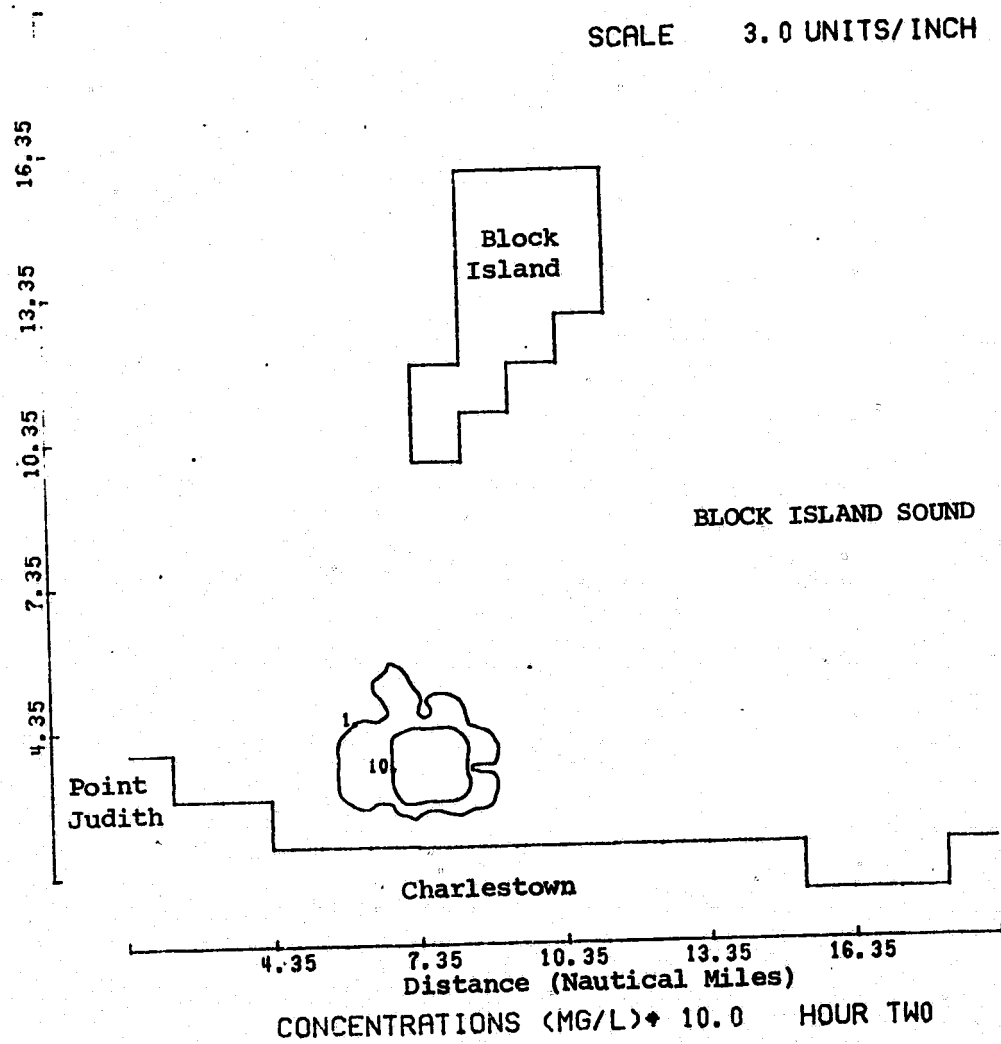 SCALE 3.0 UNITS/INCH
16.35
13.35
10.35
7.35
4.35
Block
Island
BLOCK ISLAND SOUND
1
10
Point
Judith
Charlestown
4.35 7.35 10.35 13.35 16.35
Distance (Nautical Miles)
CONCENTRATIONS (MG/L)* 10.0 HOUR TWO